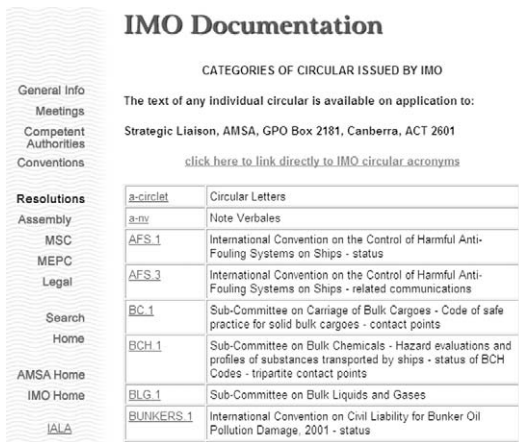 IMO Documentation
CATEGORIES OF CIRCULAR ISSUED BY IMO
The text of any individual circular is available on application to:
Strategic Liaison, AMSA, GPO Box 2181, Canberra, ACT 2601
click here to link directly to IMO circular acronyms
General Info
Meetings
Competent
Authorities
Conventions
Resolutions
Assembly
MSC
MEPC
Legal
Search
Home
AMSA Home
IMO Home
IALA
a-circlet Circular Letters
a-nv Note Verbales
AFS.1 International Convention on the Control of Harmful Anti-
Fouling Systems on Ships - status
AFS.3 International Convention on the Control of Harmful Anti-
Fouling Systems on Ships - related communications
BC.1 Sub-Committee on Carriage of Bulk Cargoes - Code of safe
practice for solid bulk cargoes - contact points
BCH.1 Sub-Committee on Bulk Chemicals - Hazard evaluations and
profiles of substances transported by ships - status of BCH
Codes - tripartite contact points
BLG.1 Sub-Committee on Bulk Liquids and Gases
BUNKERS.1 International Convention on Civil Liability for Bunker Oil
Pollution Damage, 2001 - status